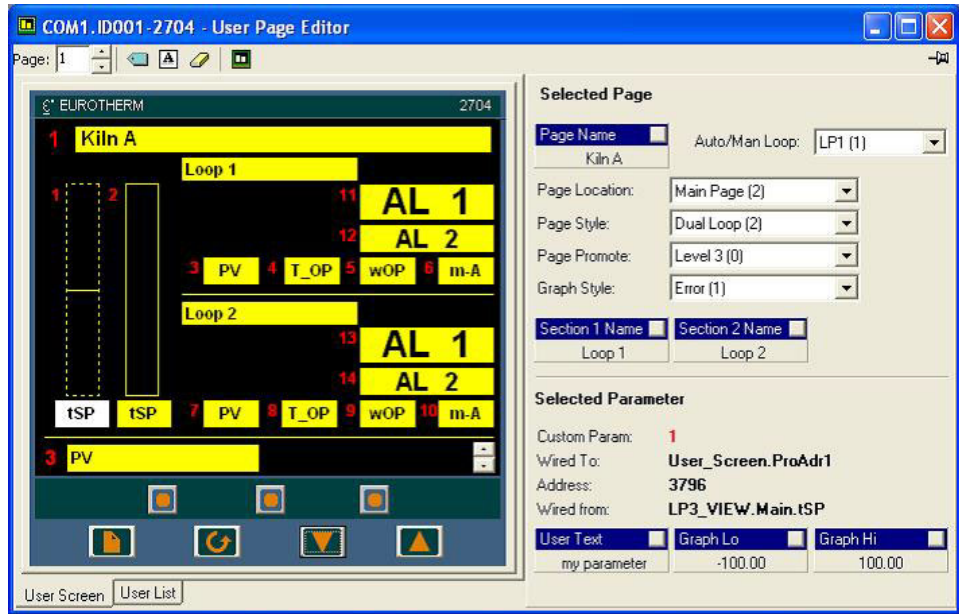 COM1.ID001-2704 - User Page Editor
Page: 1
A
EUROTHERM 2704
1 Kiln A
Loop 1
1 2 11 AL 1
12 AL 2
3 PV 4 T_OP 5 wOP 6 m-A
Loop 2
13 AL 1
14 AL 2
tSP tSP 7 PV 8 T_OP 9 wOP 10 m-A
3 PV
User Screen User List
Selected Page
Page Name
Kiln A
Auto/Man Loop: LP1 (1)
Page Location: Main Page (2)
Page Style: Dual Loop (2)
Page Promote: Level 3 (0)
Graph Style: Error (1)
Section 1 Name Section 2 Name
Loop 1 Loop 2
Selected Parameter
Custom Param: 1
Wired To: User_Screen.ProAdr1
Address: 3796
Wired from: LP3_VIEW.Main.tSP
User Text Graph Lo Graph Hi
my parameter -100.00 100.00